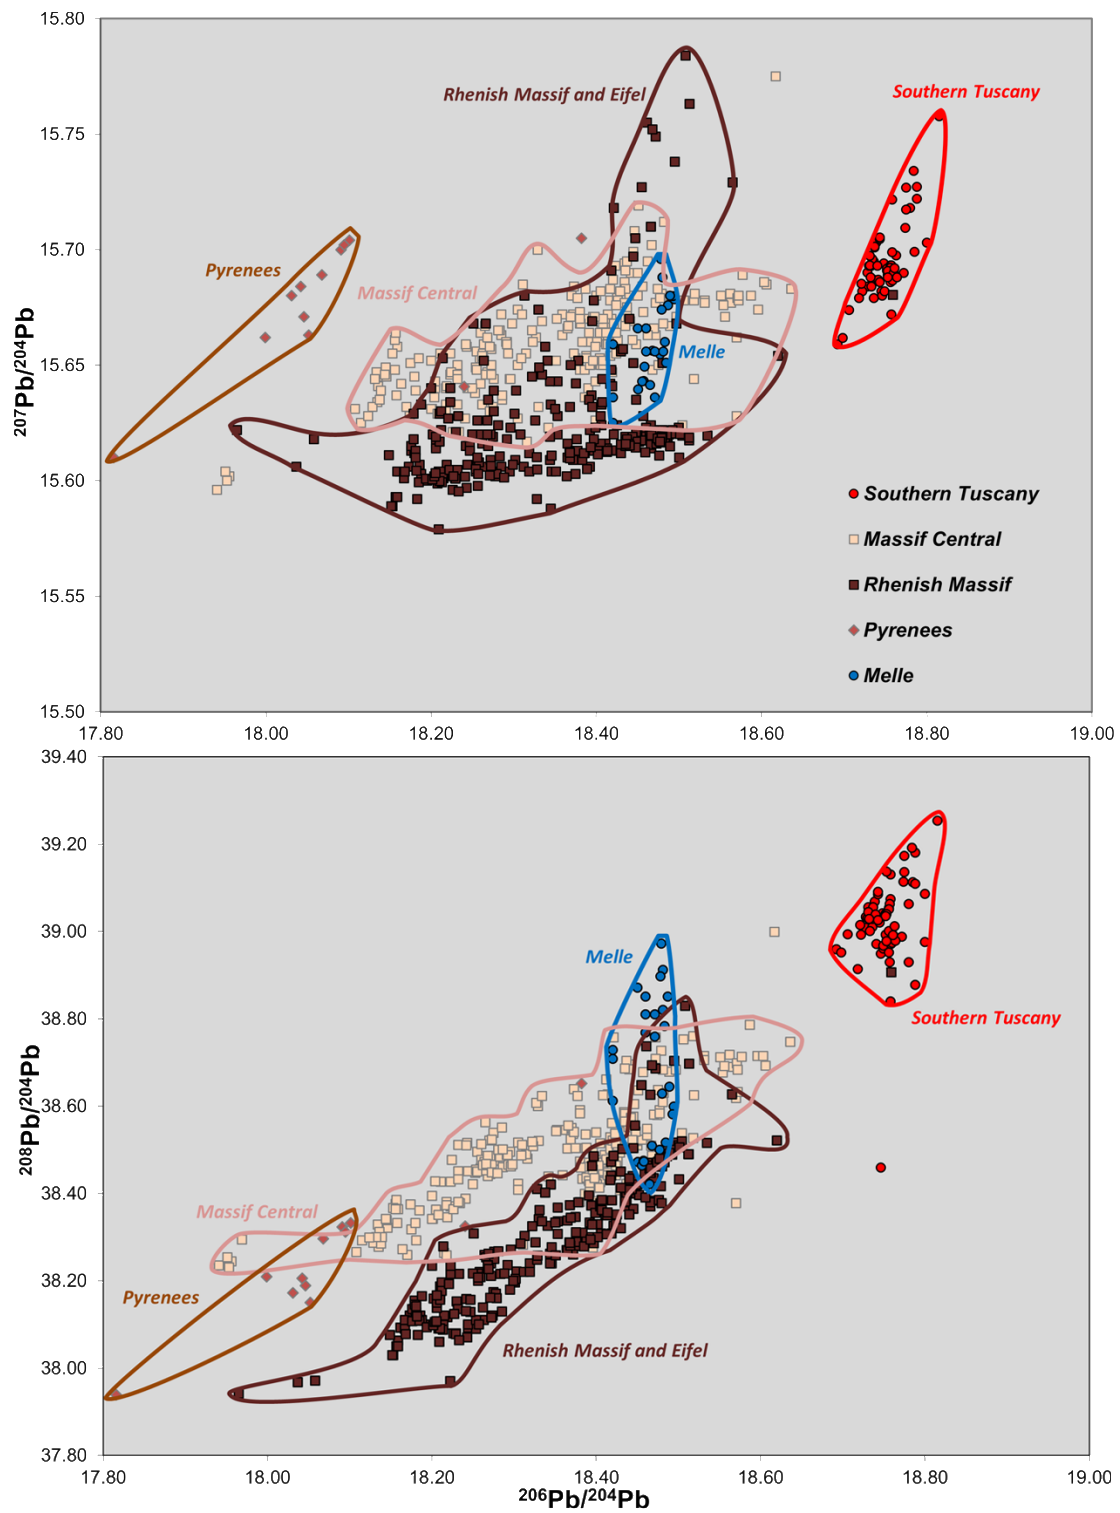 15.80
Rhenish Massif and Eifel
Southern Tuscany
15.75
15.70
Pyrenees
Massif Central
207Pb/204Pb
Melle
15.65
15.60
Southern Tuscany
Massif Central
15.55
Rhenish Massif
Pyrenees
Melle
15.50
17.80 18.00 18.20 18.40 18.60 18.80 19.00
39.40
39.20
39.00
Melle
Southern Tuscany
38.80
208Pb/204Pb
38.60
38.40
Massif Central
38.20
Pyrenees
Rhenish Massif and Eifel
38.00
37.80
17.80 18.00 18.20 18.40 18.60 18.80 19.00
206Pb/204Pb